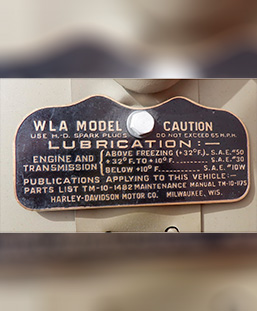 WLA MODEL CAUTION
USE H-D. SPARK PLUGS DO NOT EXCEED 65 M.P.H.
LUBRICATION:—
ENGINE AND TRANSMISSION
ABOVE FREEZING (+32°F.) S.A.E. #50
+32°F. TO +10°F. S.A.E. #30
BELOW +10°F. S.A.E. #10W
PUBLICATIONS APPLYING TO THIS VEHICLE:—
PARTS LIST TM-10-1482 MAINTENANCE MANUAL TM-10-1175
HARLEY-DAVIDSON MOTOR CO. MILWAUKEE, WIS.